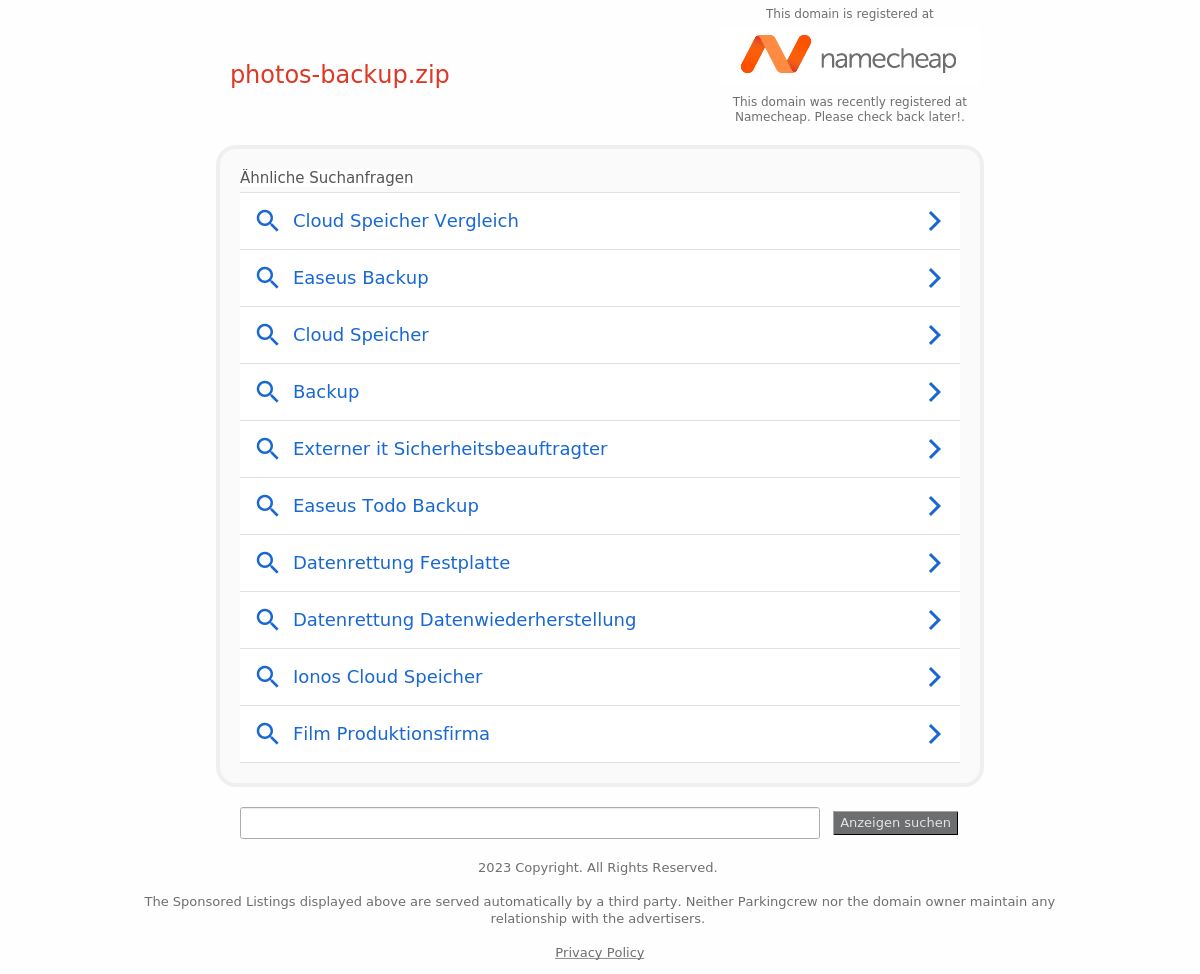 This domain is registered at
namecheap
photos-backup.zip
This domain was recently registered at
Namecheap. Please check back later!.
Ähnliche Suchanfragen
Cloud Speicher Vergleich
Easeus Backup
Cloud Speicher
Backup
Externer it Sicherheitsbeauftragter
Easeus Todo Backup
Datenrettung Festplatte
Datenrettung Datenwiederherstellung
Ionos Cloud Speicher
Film Produktionsfirma
Anzeigen suchen
2023 Copyright. All Rights Reserved.
The Sponsored Listings displayed above are served automatically by a third party. Neither Parkingcrew nor the domain owner maintain any
relationship with the advertisers.
Privacy Policy